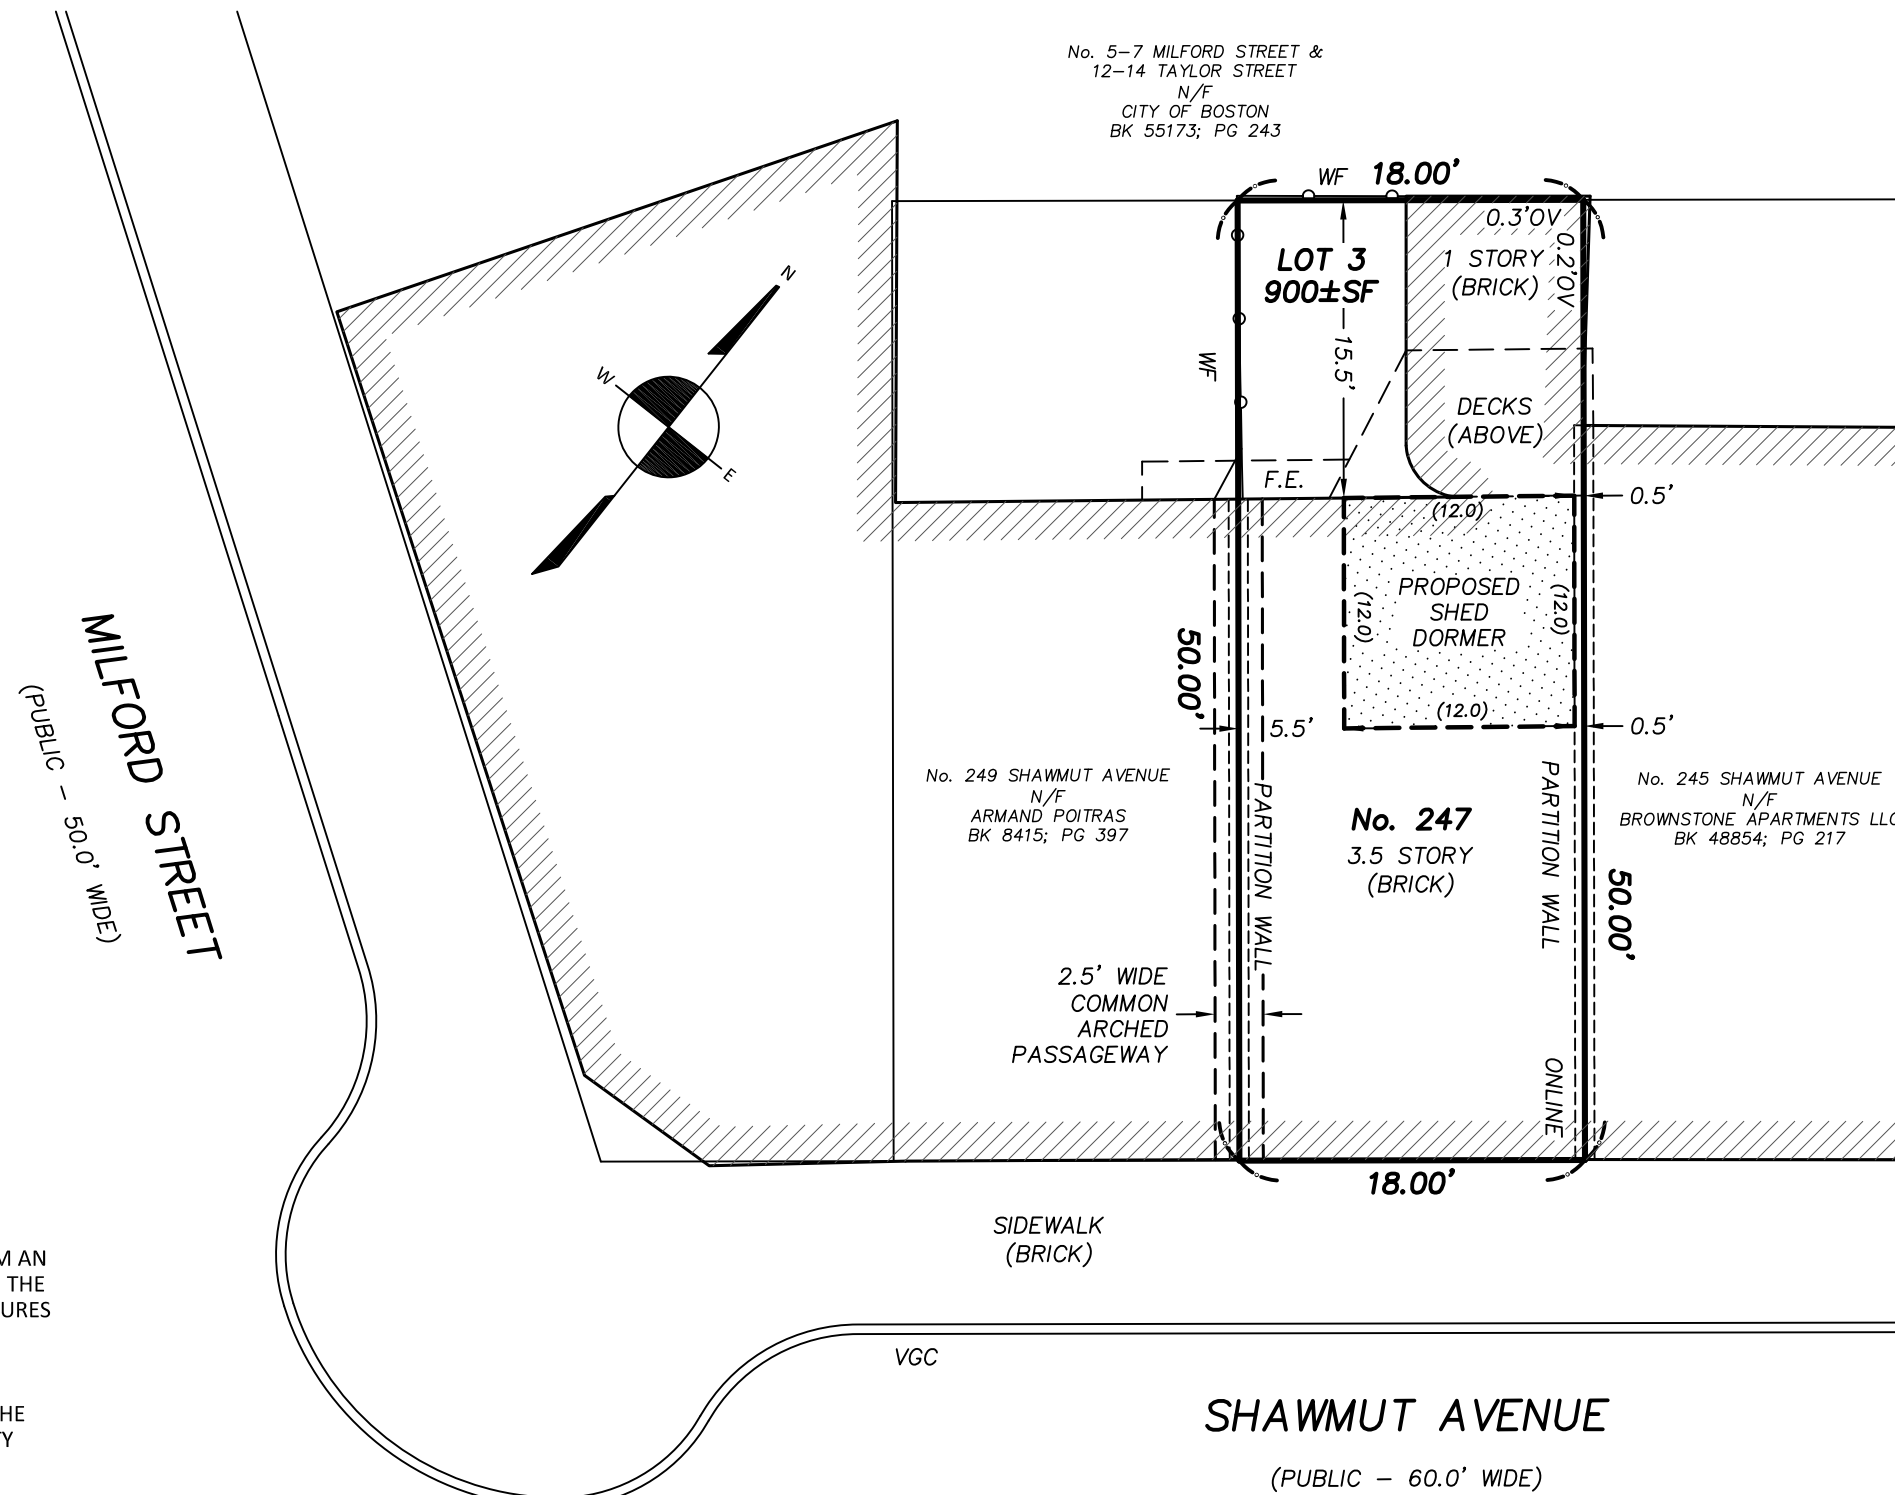 No. 5-7 MILFORD STREET &
12-14 TAYLOR STREET
N/F
CITY OF BOSTON
BK 55173; PG 243
WF
18.00'
0.3'OV
0.2'OV
1 STORY
(BRICK)
LOT 3
900±SF
15.5'
WF
DECKS
(ABOVE)
F.E.
N
W
E
(12.0)
0.5'
PROPOSED
SHED
DORMER
(12.0)
(12.0)
(12.0)
50.00'
5.5'
0.5'
MILFORD STREET
(PUBLIC - 50.0' WIDE)
No. 249 SHAWMUT AVENUE
N/F
ARMAND POITRAS
BK 8415; PG 397
PARTITION WALL
No. 247
3.5 STORY
(BRICK)
PARTITION WALL
ONLINE
No. 245 SHAWMUT AVENUE
N/F
BROWNSTONE APARTMENTS LLC
BK 48854; PG 217
50.00'
2.5' WIDE
COMMON
ARCHED
PASSAGEWAY
18.00'
SIDEWALK
(BRICK)
M AN
THE
URES
HE
TY
VGC
SHAWMUT AVENUE
(PUBLIC - 60.0' WIDE)